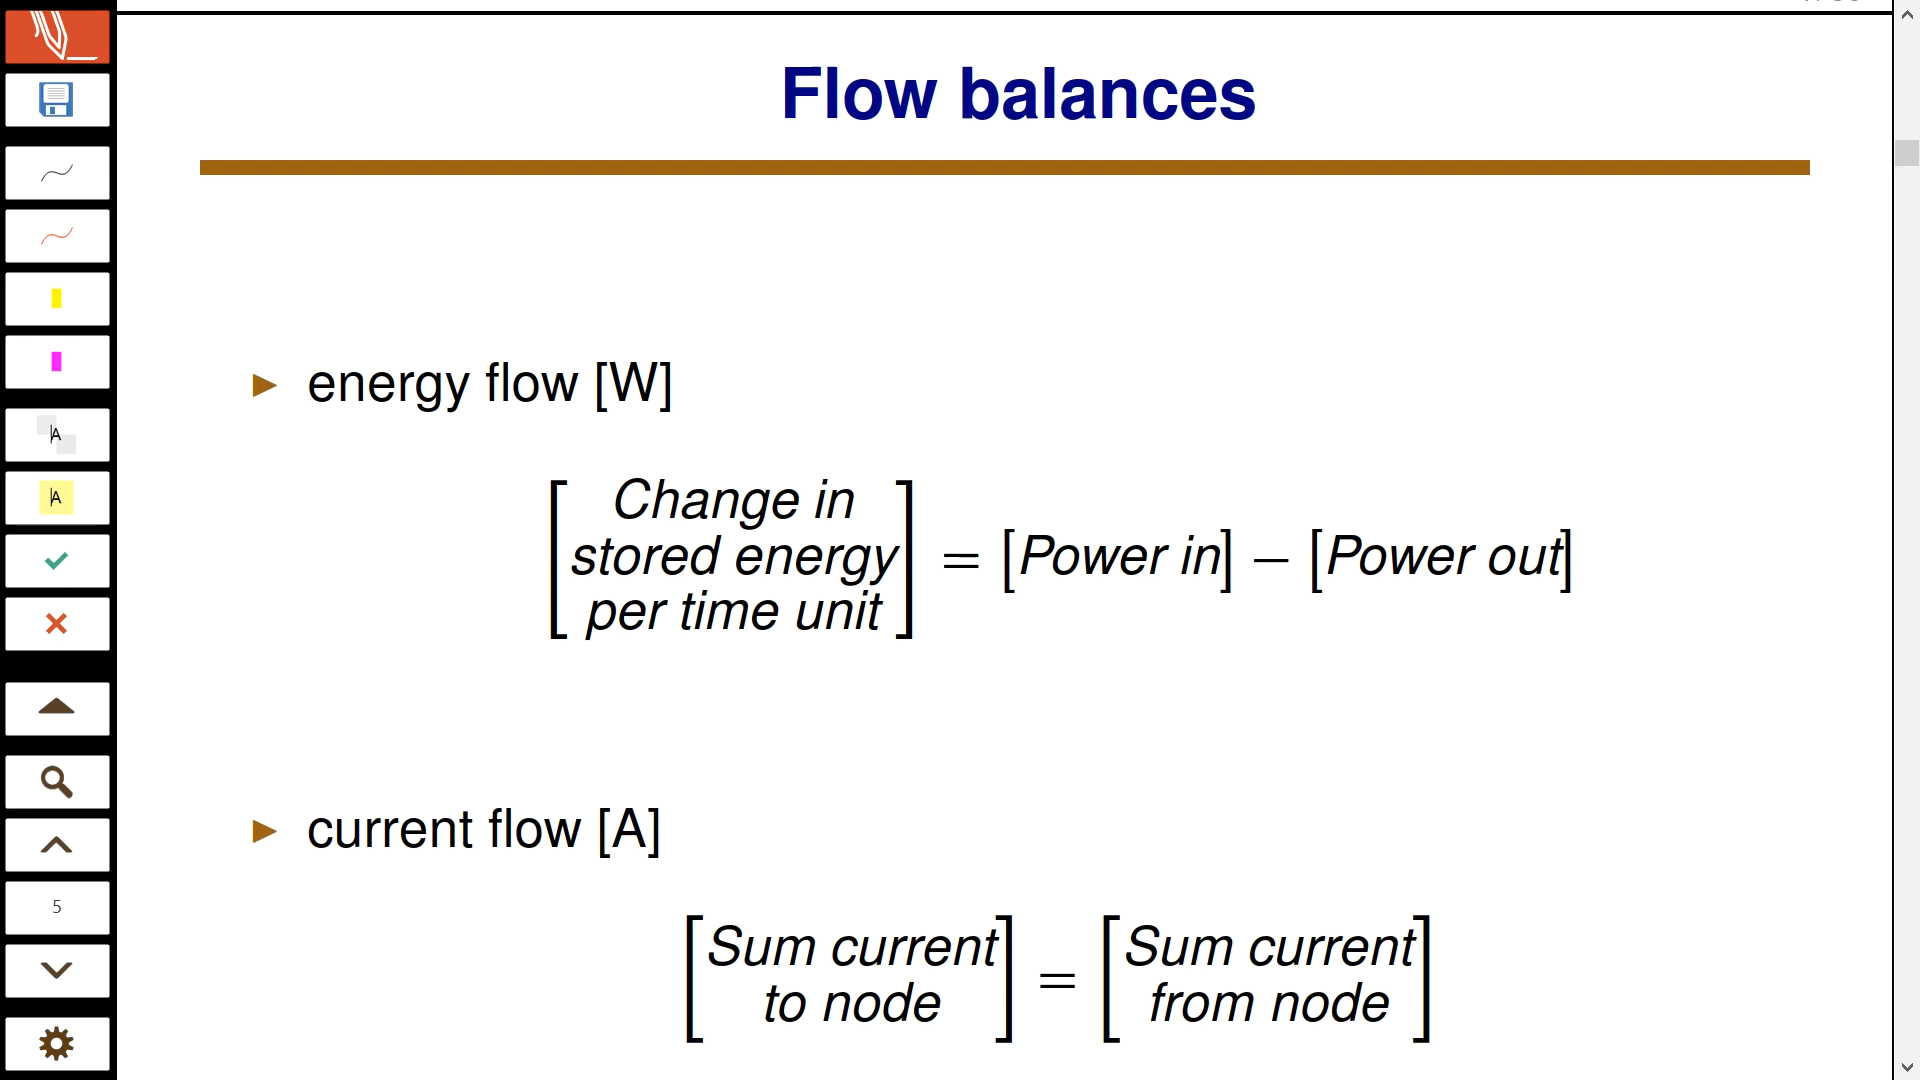 Flow balances
► energy flow [W]
[Change in
stored energy
per time unit] = [Power in] − [Power out]
► current flow [A]
[Sum current
to node] = [Sum current
from node]
A
A
5